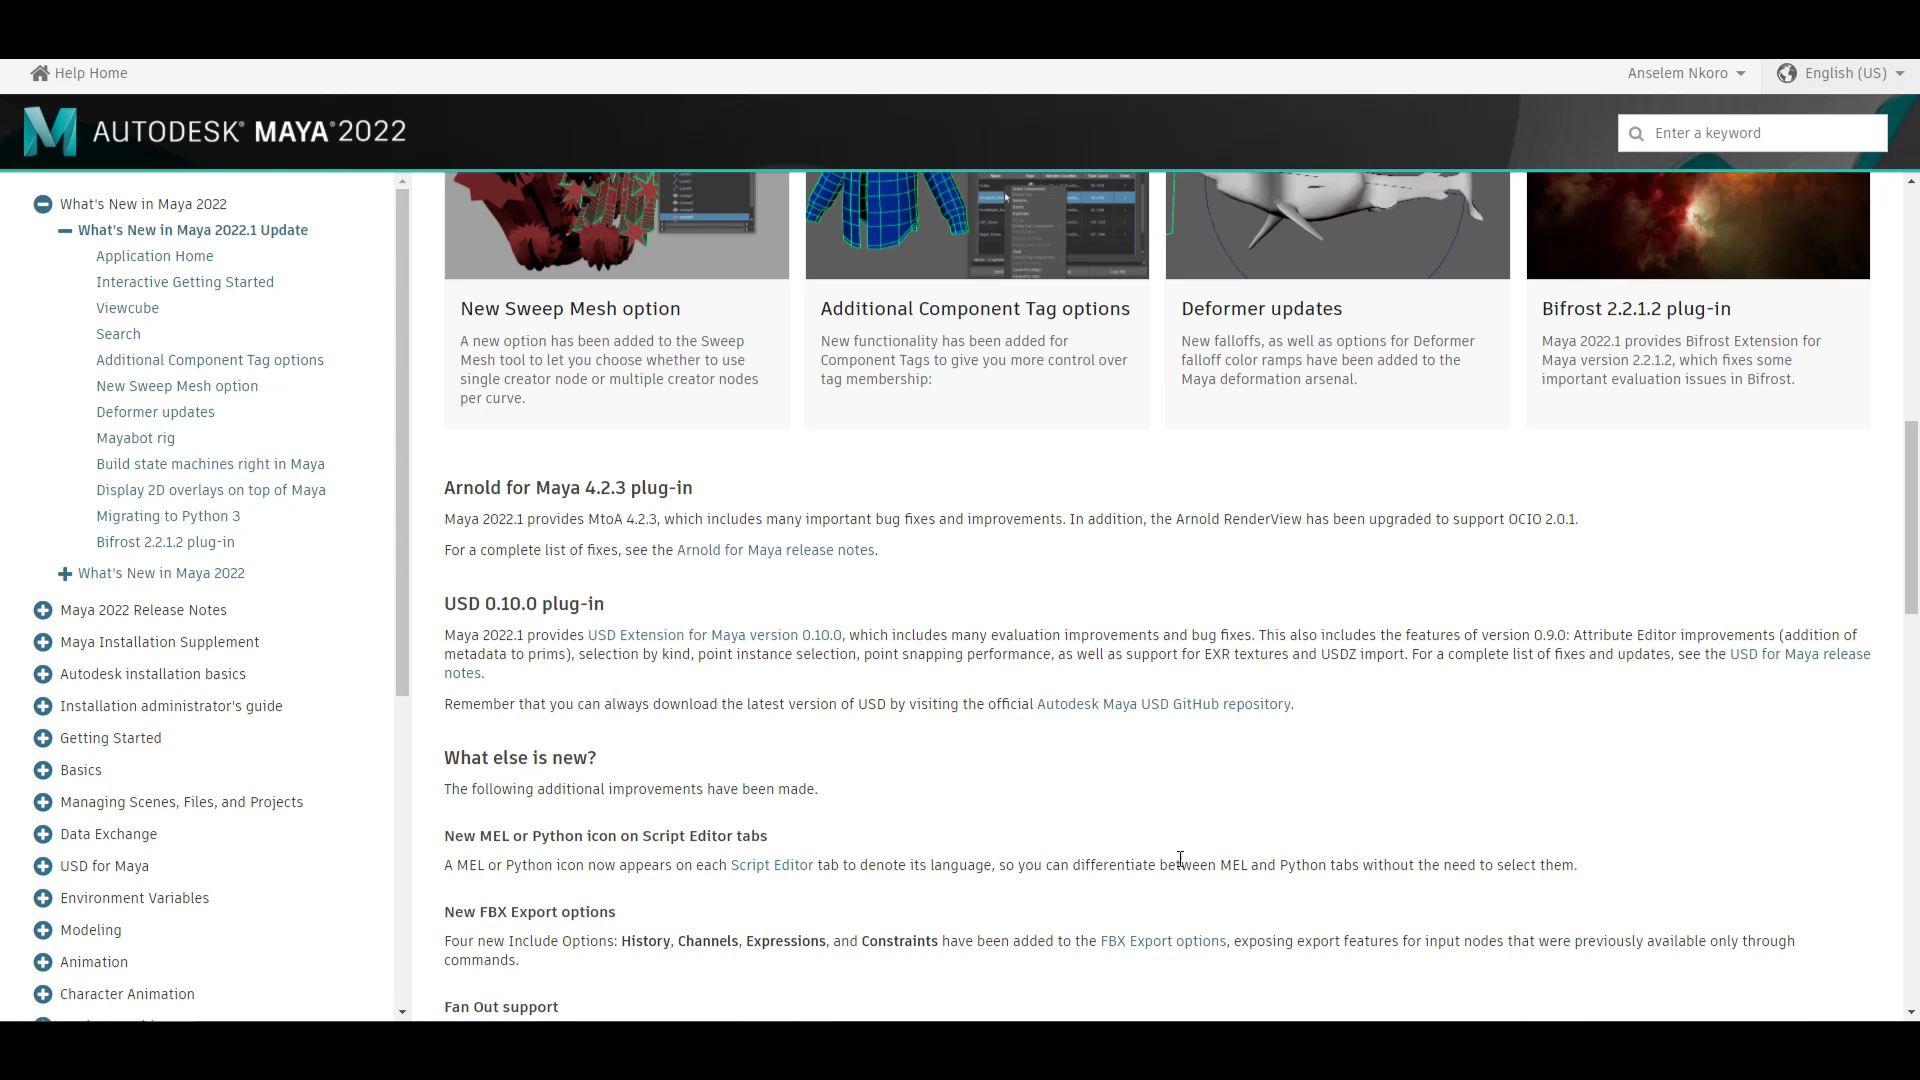 Help Home
Anselem Nkoro
English (US)
AUTODESK® MAYA® 2022
Enter a keyword
What's New in Maya 2022
What's New in Maya 2022.1 Update
Application Home
Interactive Getting Started
Viewcube
Search
Additional Component Tag options
New Sweep Mesh option
Deformer updates
Mayabot rig
Build state machines right in Maya
Display 2D overlays on top of Maya
Migrating to Python 3
Bifrost 2.2.1.2 plug-in
What's New in Maya 2022
Maya 2022 Release Notes
Maya Installation Supplement
Autodesk installation basics
Installation administrator's guide
Getting Started
Basics
Managing Scenes, Files, and Projects
Data Exchange
USD for Maya
Environment Variables
Modeling
Animation
Character Animation
New Sweep Mesh option
A new option has been added to the Sweep
Mesh tool to let you choose whether to use
single creator node or multiple creator nodes
per curve.
Additional Component Tag options
New functionality has been added for
Component Tags to give you more control over
tag membership:
Deformer updates
New falloffs, as well as options for Deformer
falloff color ramps have been added to the
Maya deformation arsenal.
Bifrost 2.2.1.2 plug-in
Maya 2022.1 provides Bifrost Extension for
Maya version 2.2.1.2, which fixes some
important evaluation issues in Bifrost.
Arnold for Maya 4.2.3 plug-in
Maya 2022.1 provides MtoA 4.2.3, which includes many important bug fixes and improvements. In addition, the Arnold RenderView has been upgraded to support OCIO 2.0.1.
For a complete list of fixes, see the Arnold for Maya release notes.
USD 0.10.0 plug-in
Maya 2022.1 provides USD Extension for Maya version 0.10.0, which includes many evaluation improvements and bug fixes. This also includes the features of version 0.9.0: Attribute Editor improvements (addition of
metadata to prims), selection by kind, point instance selection, point snapping performance, as well as support for EXR textures and USDZ import. For a complete list of fixes and updates, see the USD for Maya release
notes.
Remember that you can always download the latest version of USD by visiting the official Autodesk Maya USD GitHub repository.
What else is new?
The following additional improvements have been made.
New MEL or Python icon on Script Editor tabs
A MEL or Python icon now appears on each Script Editor tab to denote its language, so you can differentiate between MEL and Python tabs without the need to select them.
New FBX Export options
Four new Include Options: History, Channels, Expressions, and Constraints have been added to the FBX Export options, exposing export features for input nodes that were previously available only through
commands.
Fan Out support